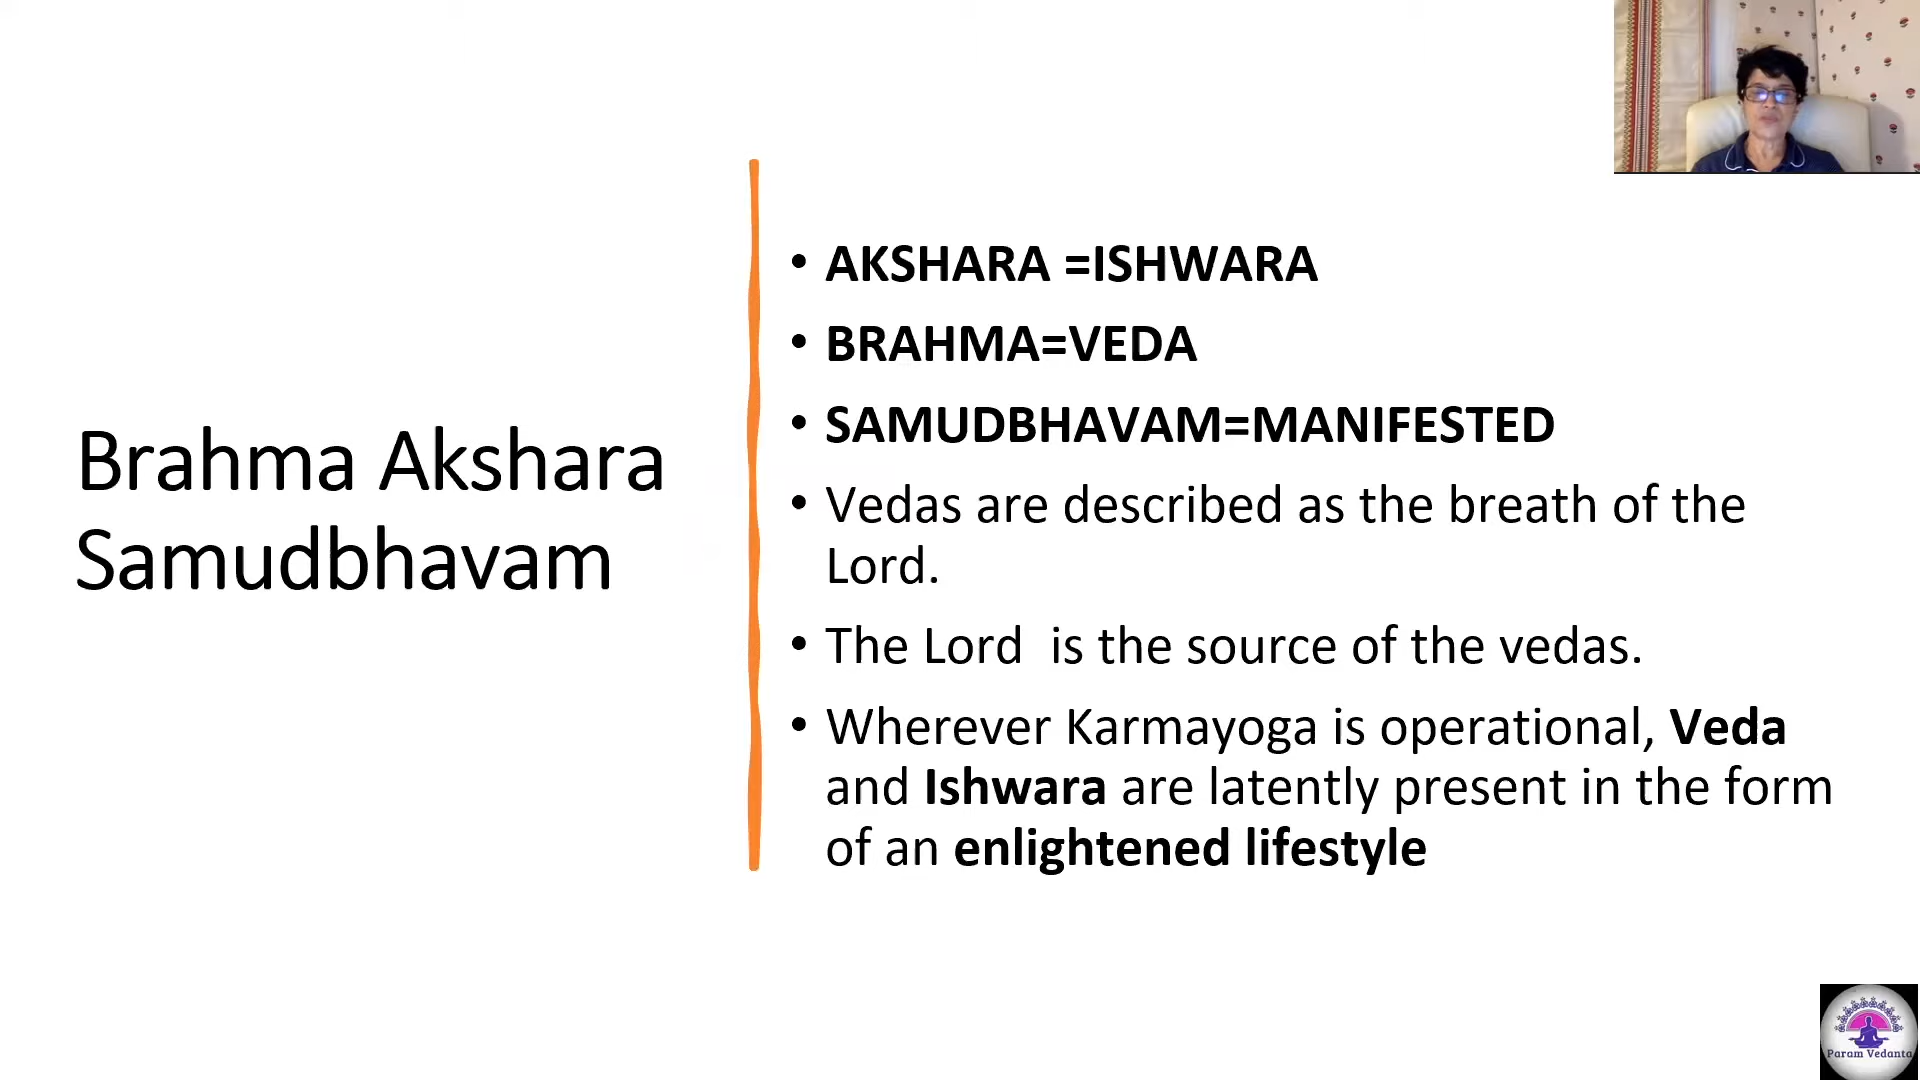 Brahma Akshara
Samudbhavam
• AKSHARA =ISHWARA
• BRAHMA=VEDA
• SAMUDBHAVAM=MANIFESTED
• Vedas are described as the breath of the
Lord.
• The Lord  is the source of the vedas.
• Wherever Karmayoga is operational, Veda
and Ishwara are latently present in the form
of an enlightened lifestyle
Param Vedanta